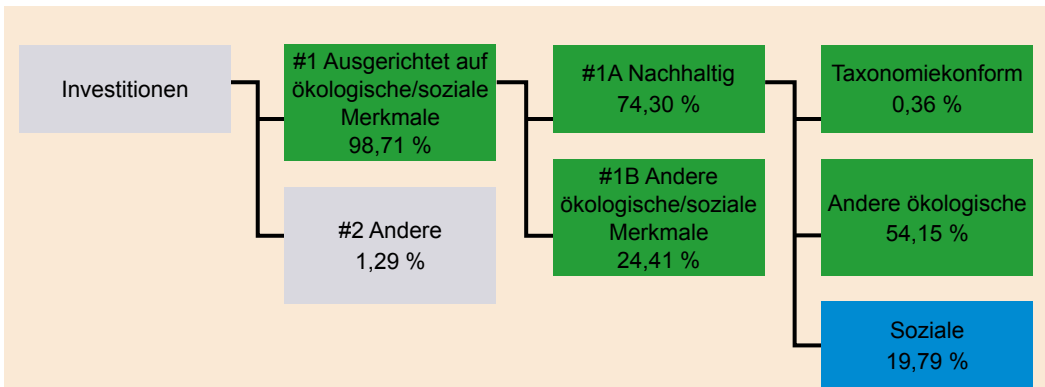 Investitionen
#1 Ausgerichtet auf
ökologische/soziale
Merkmale
98,71 %
#2 Andere
1,29 %
#1A Nachhaltig
74,30 %
#1B Andere
ökologische/soziale
Merkmale
24,41 %
Taxonomiekonform
0,36 %
Andere ökologische
54,15 %
Soziale
19,79 %